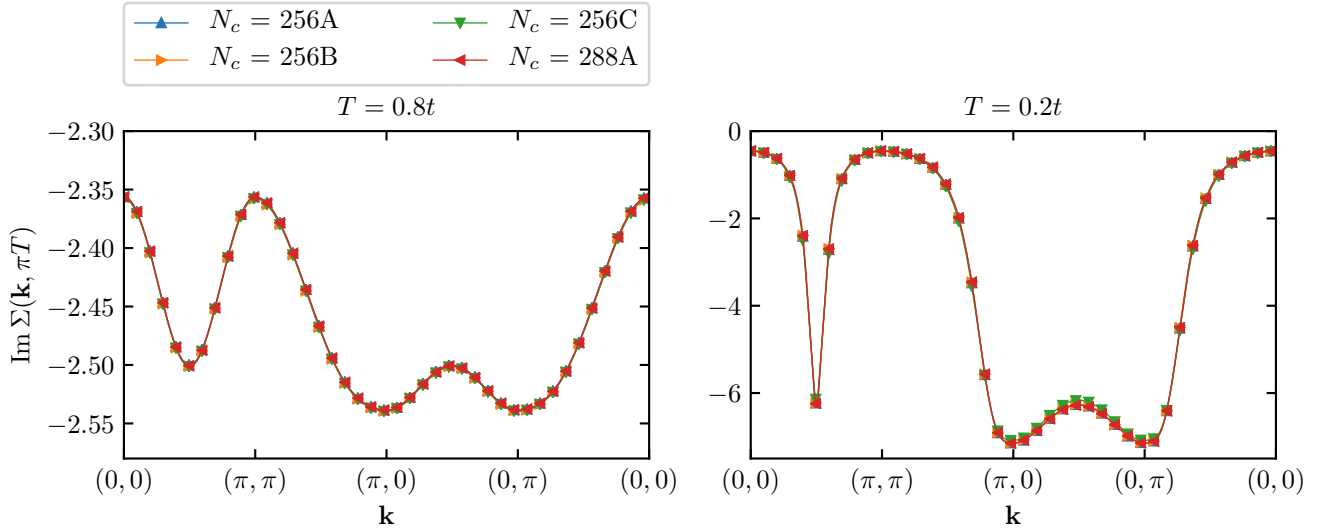 N_c = 256A
N_c = 256B
N_c = 256C
N_c = 288A
T = 0.8t
Im Σ(k, πT)
−2.30
−2.35
−2.40
−2.45
−2.50
−2.55
(0, 0) (π, π) (π, 0) (0, π) (0, 0)
k
T = 0.2t
0
−2
−4
−6
(0, 0) (π, π) (π, 0) (0, π) (0, 0)
k